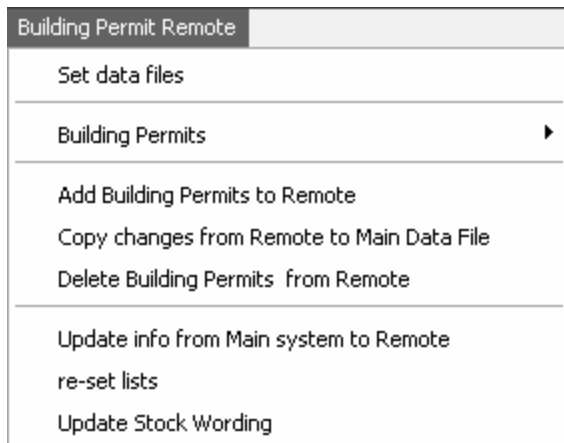 Building Permit Remote
Set data files
Building Permits
Add Building Permits to Remote
Copy changes from Remote to Main Data File
Delete Building Permits  from Remote
Update info from Main system to Remote
re-set lists
Update Stock Wording